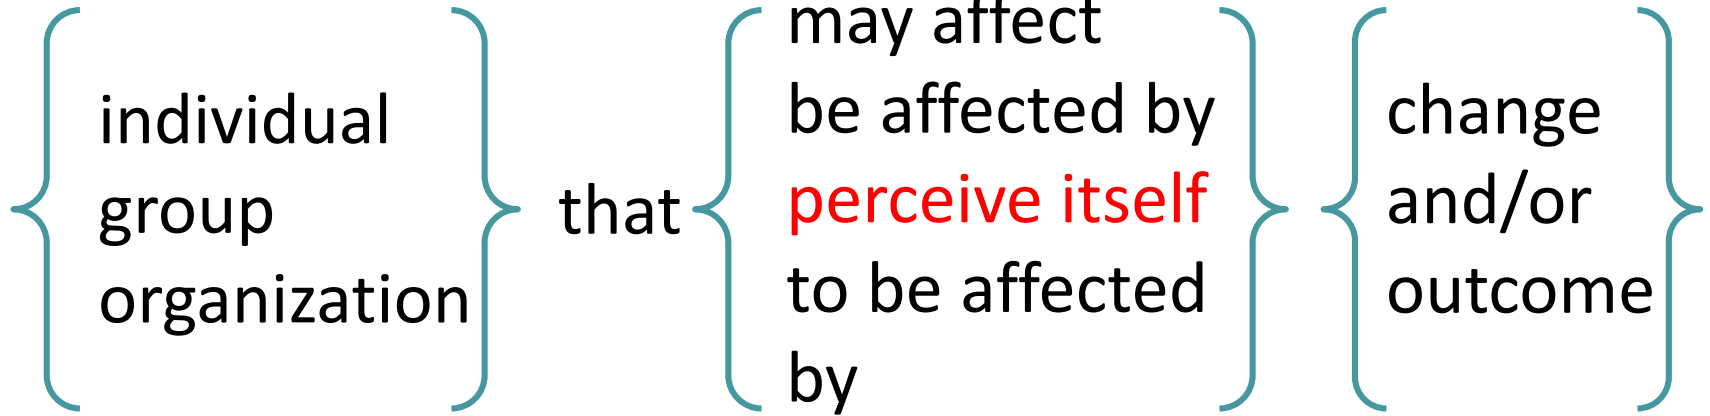 individual
group
organization
that
may affect
be affected by
perceive itself
to be affected
by
change
and/or
outcome